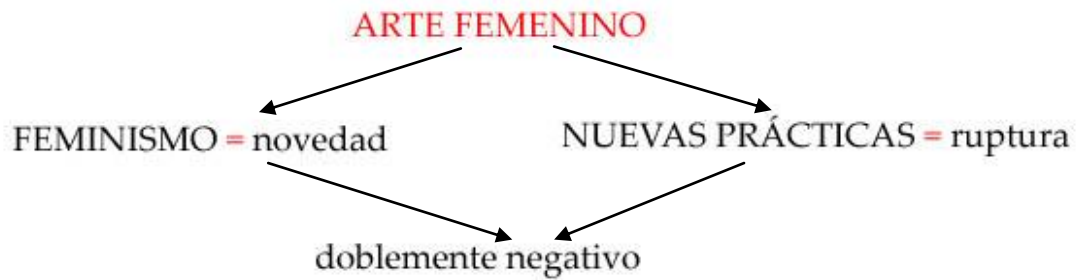 ARTE FEMENINO
FEMINISMO = novedad
NUEVAS PRÁCTICAS = ruptura
doblemente negativo